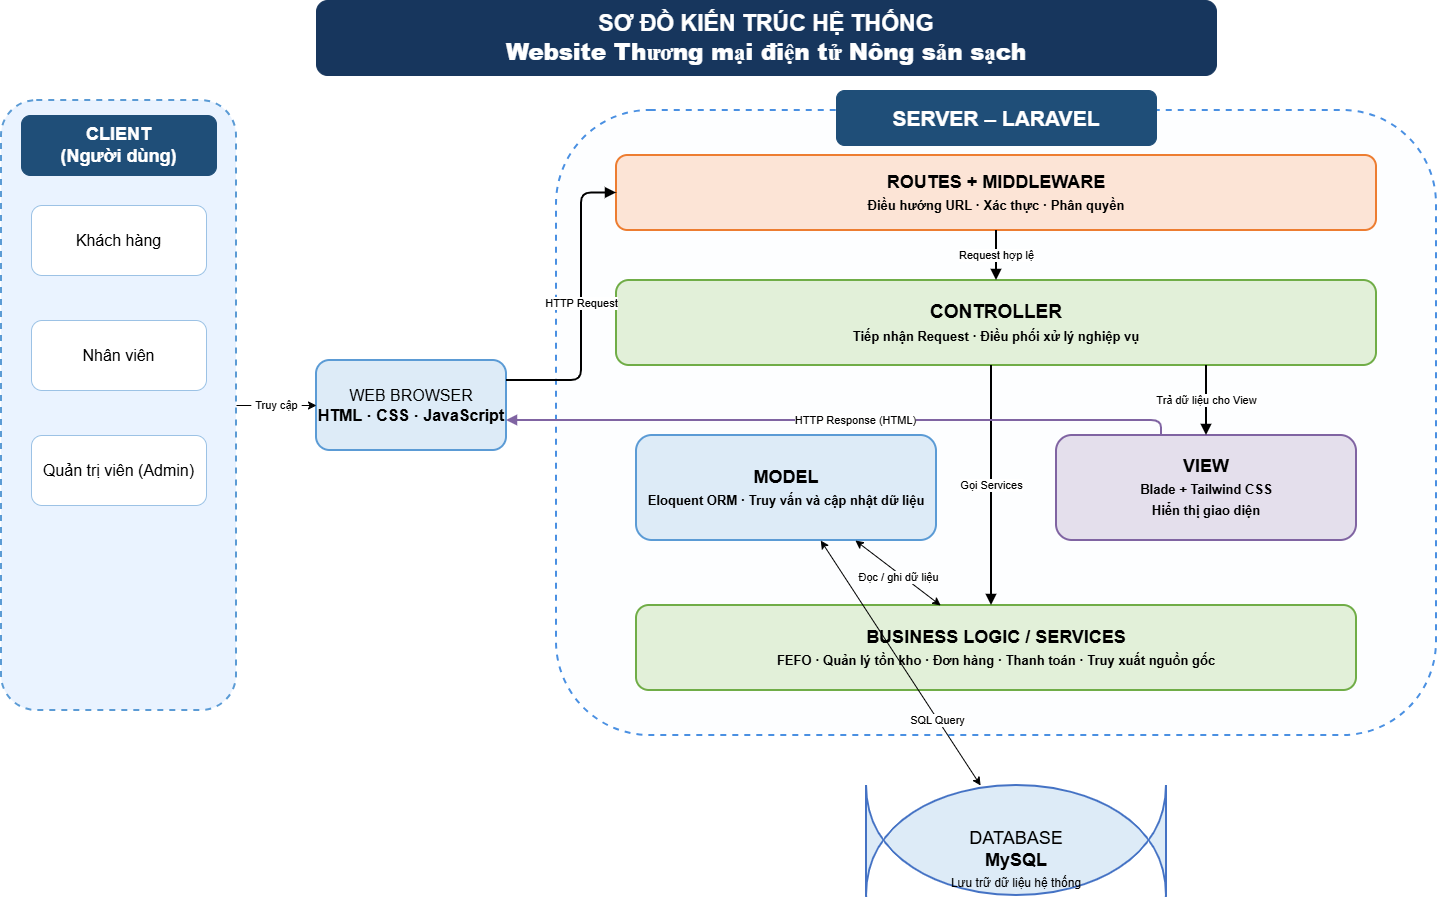 SƠ ĐỒ KIẾN TRÚC HỆ THỐNG
Website Thương mại điện tử Nông sản sạch
CLIENT
(Người dùng)
Khách hàng
Nhân viên
Quản trị viên (Admin)
Truy cập
WEB BROWSER
HTML · CSS · JavaScript
HTTP Request
SERVER – LARAVEL
ROUTES + MIDDLEWARE
Điều hướng URL · Xác thực · Phân quyền
Request hợp lệ
CONTROLLER
Tiếp nhận Request · Điều phối xử lý nghiệp vụ
Trả dữ liệu cho View
HTTP Response (HTML)
MODEL
Eloquent ORM · Truy vấn và cập nhật dữ liệu
Gọi Services
VIEW
Blade + Tailwind CSS
Hiển thị giao diện
Đọc / ghi dữ liệu
BUSINESS LOGIC / SERVICES
FEFO · Quản lý tồn kho · Đơn hàng · Thanh toán · Truy xuất nguồn gốc
SQL Query
DATABASE
MySQL
Lưu trữ dữ liệu hệ thống